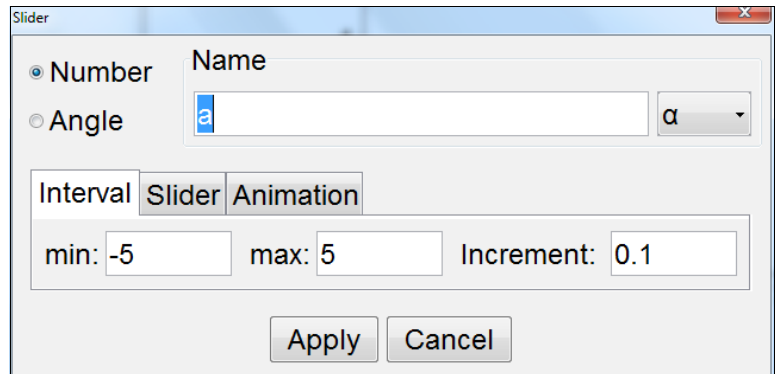 Slider
Number
Name
Angle
a
α
Interval Slider Animation
min: -5 max: 5 Increment: 0.1
Apply Cancel